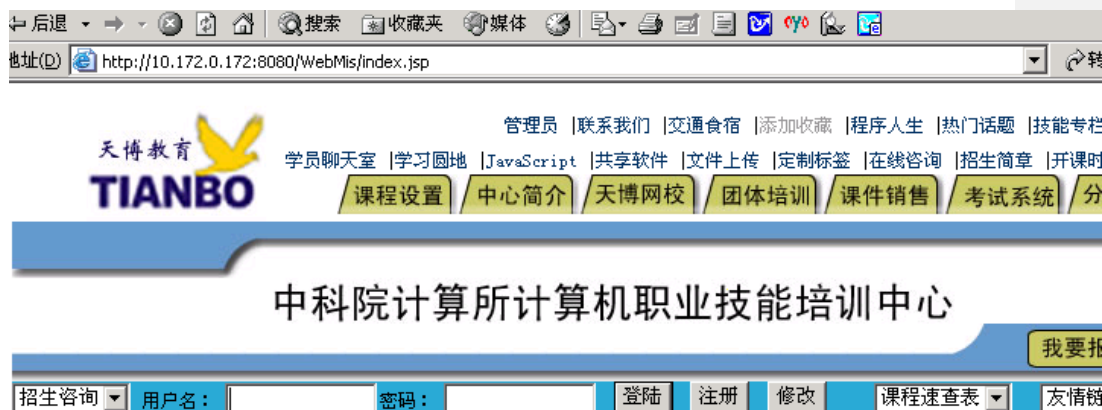 后退 搜索 收藏夹 媒体
地址(D) http://10.172.0.172:8080/WebMis/index.jsp 转
管理员 |联系我们 |交通食宿 |添加收藏 |程序人生 |热门话题 |技能专栏
天博教育
学员聊天室 |学习园地 |JavaScript |共享软件 |文件上传 |定制标签 |在线咨询 |招生简章 |开课时
TIANBO
课程设置 中心简介 天博网校 团体培训 课件销售 考试系统 分
中科院计算所计算机职业技能培训中心
我要报
招生咨询 用户名: 密码: 登陆 注册 修改 课程速查表 友情链